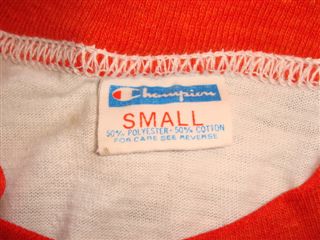 Champion
SMALL
50% POLYESTER · 50% COTTON
FOR CARE SEE REVERSE